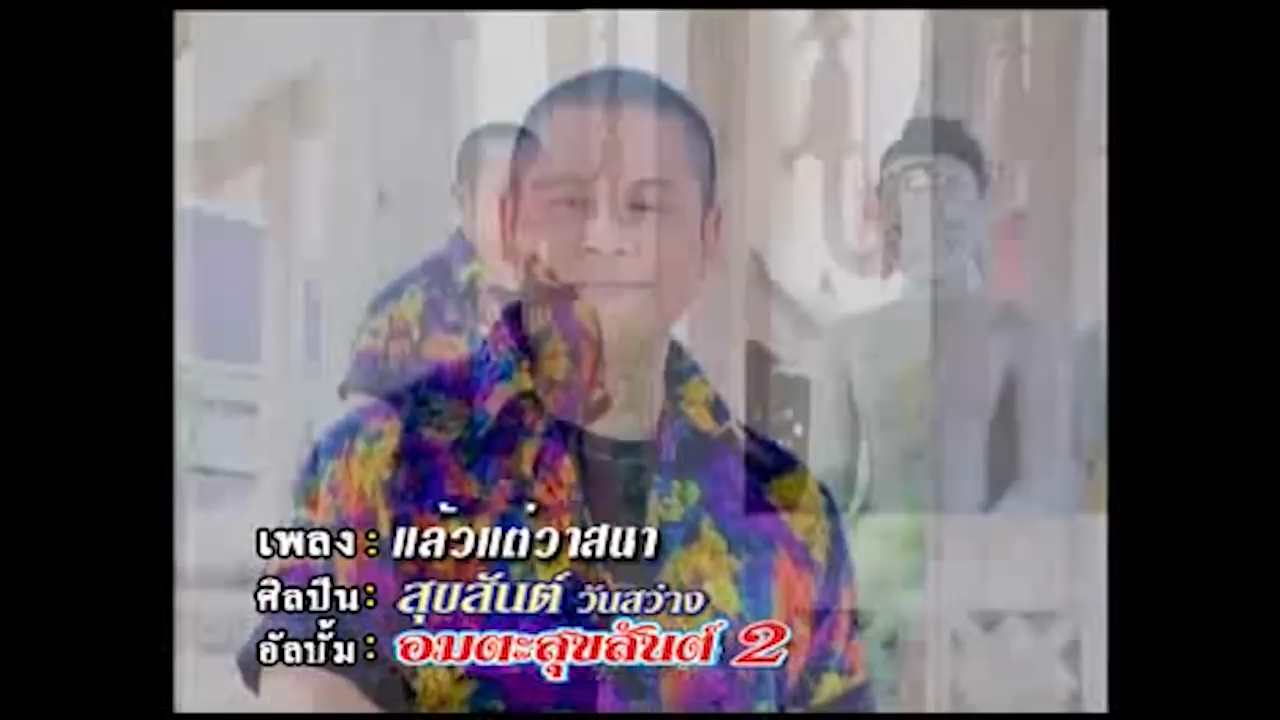 เพลง : แล้วแต่วาสนา
ศิลปิน : สุขสันต์ วันสว่าง
อัลบั้ม : อมตะสุขสันต์ 2